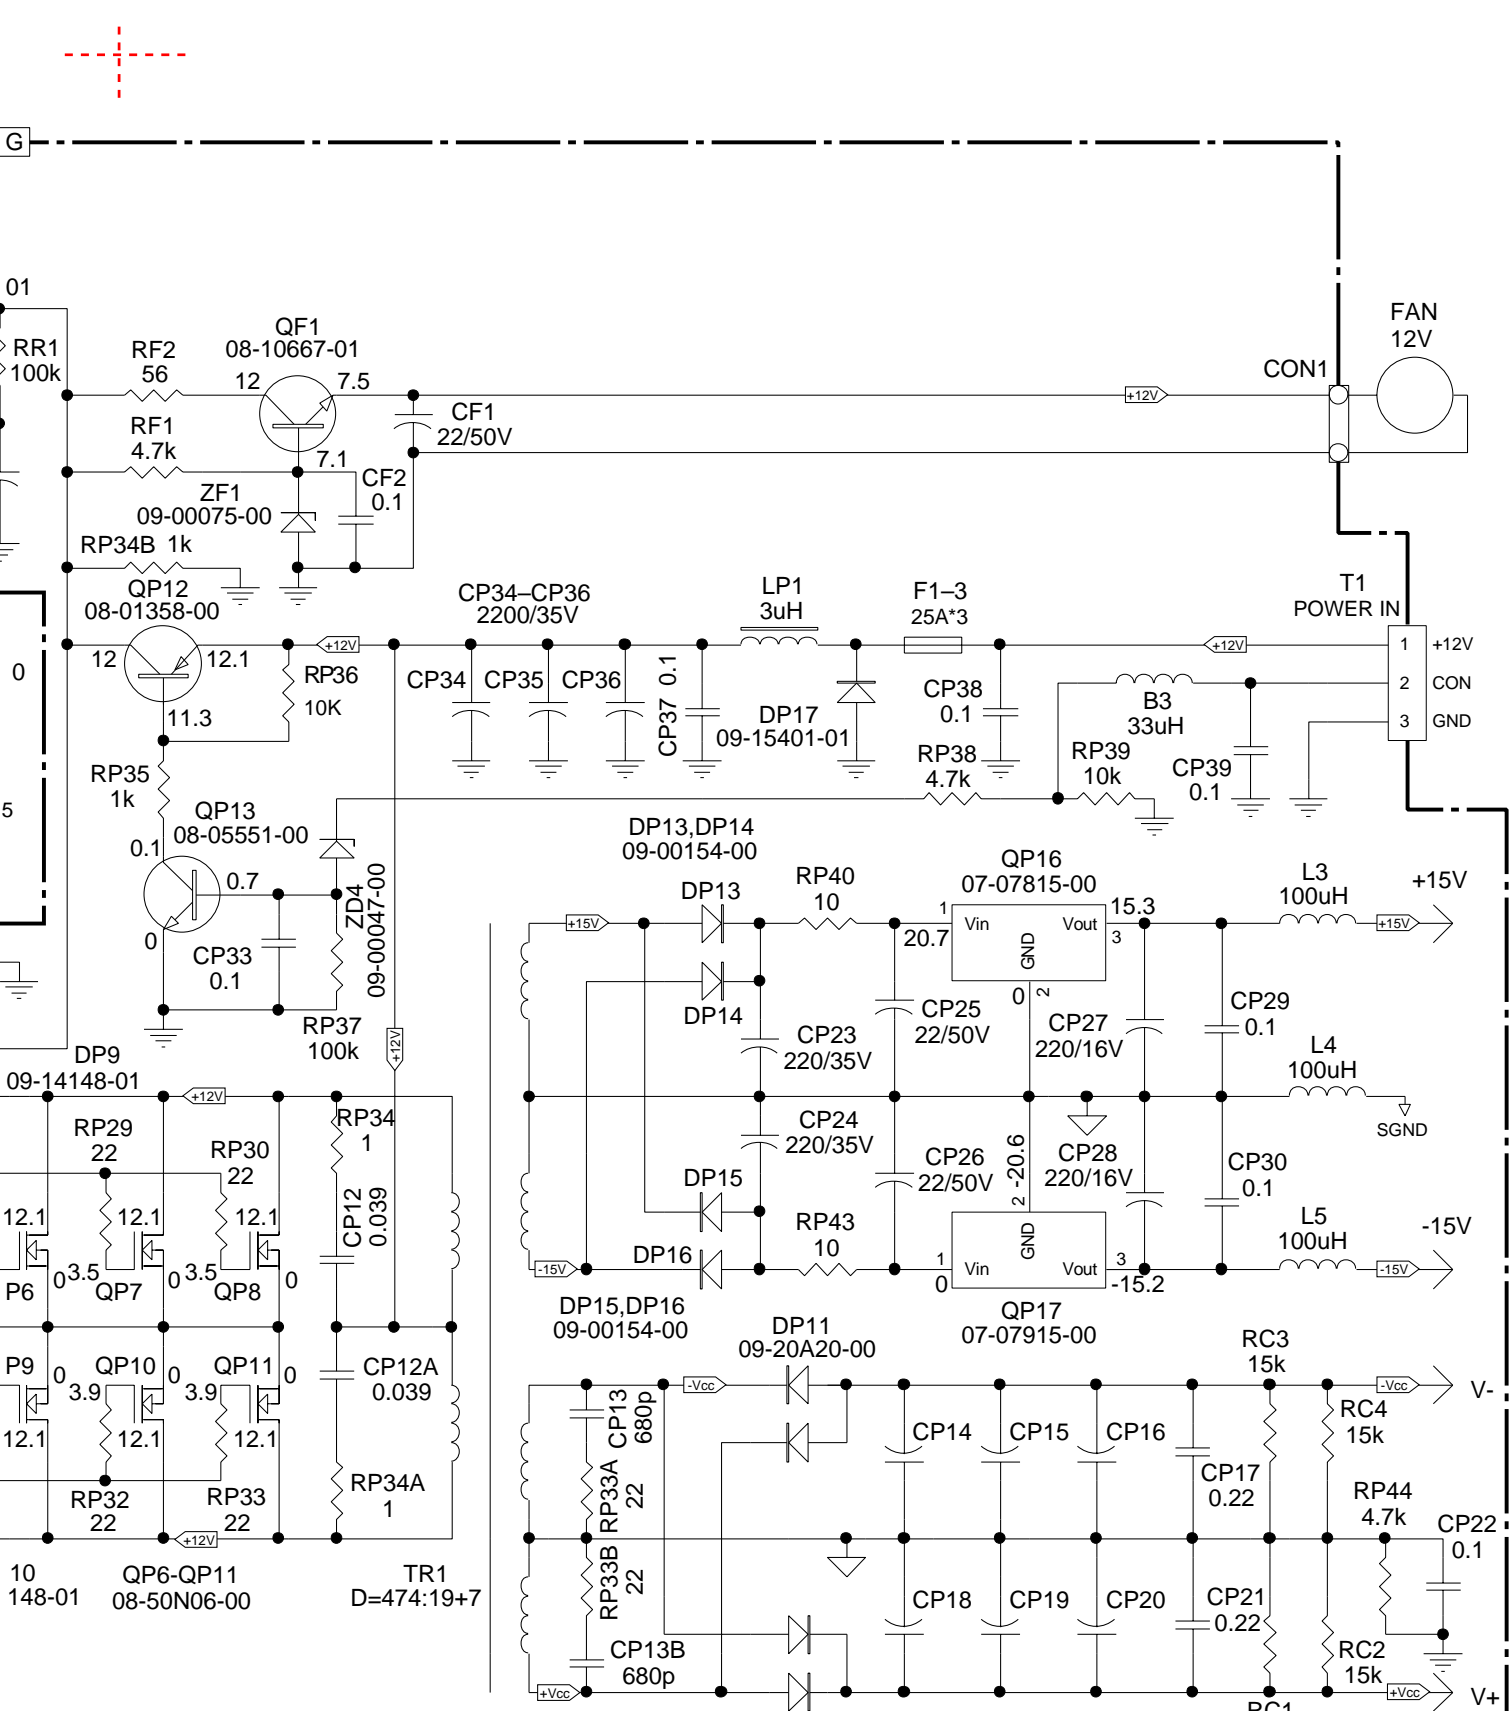 G
01
RR1
100k
RF2
56
QF1
08-10667-01
12
7.5
RF1
4.7k
7.1
CF1
22/50V
CF2
0.1
ZF1
09-00075-00
+12V
CON1
FAN
12V
RP34B 1k
QP12
08-01358-00
12
12.1
11.3
+12V
RP36
10K
CP34–CP36
2200/35V
CP34
CP35
CP36
CP37 0.1
LP1
3uH
F1–3
25A*3
DP17
09-15401-01
CP38
0.1
+12V
T1
POWER IN
1
+12V
2
CON
3
GND
B3
33uH
RP38
4.7k
RP39
10k
CP39
0.1
0
5
RP35
1k
QP13
08-05551-00
0.1
0.7
0
CP33
0.1
ZD4
09-00047-00
RP37
100k
+12V
DP13,DP14
09-00154-00
DP13
DP14
+15V
RP40
10
QP16
07-07815-00
1
20.7
Vin
Vout
GND
15.3
3
0
2
L3
100uH
+15V
+15V
CP23
220/35V
CP25
22/50V
CP27
220/16V
CP29
0.1
L4
100uH
SGND
CP24
220/35V
CP26
22/50V
-20.6
2
CP28
220/16V
CP30
0.1
DP15
DP16
-15V
RP43
10
1
0
Vin
Vout
GND
3
-15.2
QP17
07-07915-00
L5
100uH
-15V
-15V
DP15,DP16
09-00154-00
DP9
09-14148-01
+12V
RP29
22
RP30
22
RP34
1
CP12
0.039
12.1
12.1
12.1
0
3.5
0
3.5
0
P6
QP7
QP8
P9
QP10
QP11
0
3.9
0
3.9
0
12.1
12.1
12.1
CP12A
0.039
RP32
22
RP33
22
RP34A
1
+12V
10
148-01
QP6-QP11
08-50N06-00
TR1
D=474:19+7
DP11
09-20A20-00
-Vcc
CP13
680p
RP33A
22
RP33B
22
CP13B
680p
+Vcc
CP14
CP15
CP16
CP17
0.22
RC3
15k
RC4
15k
-Vcc
V-
RP44
4.7k
CP22
0.1
CP18
CP19
CP20
CP21
0.22
RC2
15k
RC1
+Vcc
V+